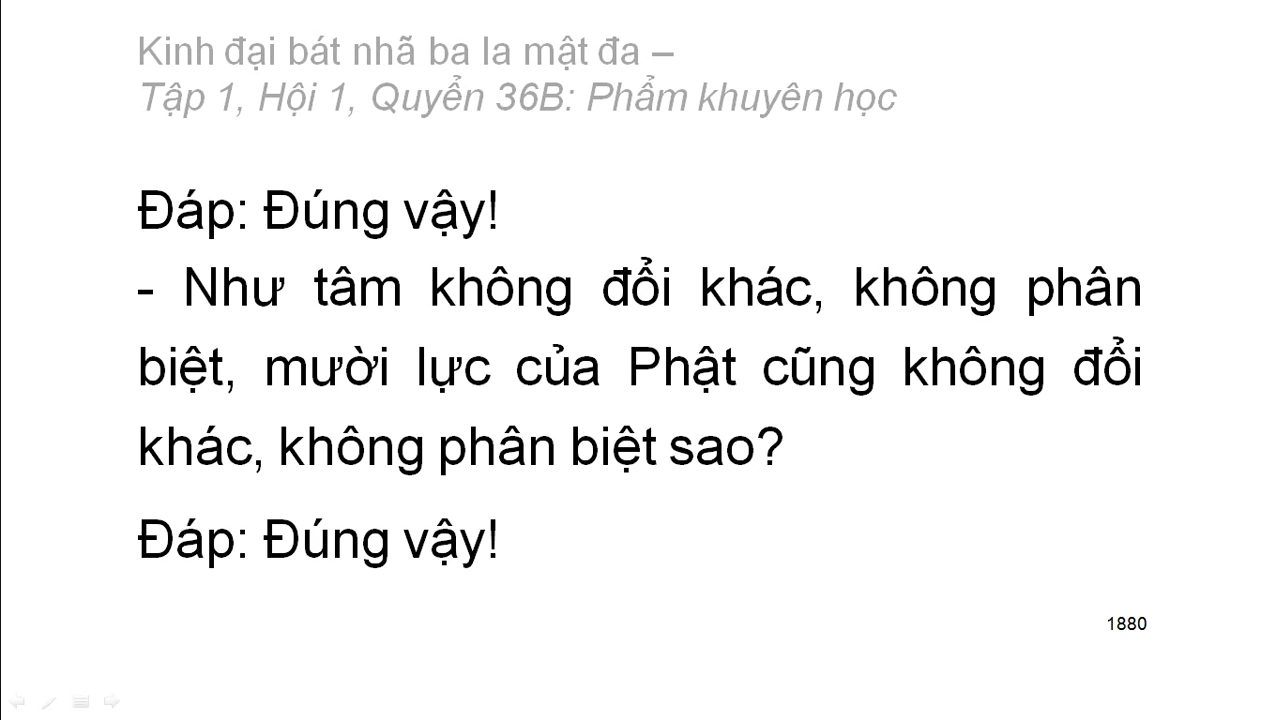 Kinh đại bát nhã ba la mật đa –
Tập 1, Hội 1, Quyển 36B: Phẩm khuyên học
Đáp: Đúng vậy!
- Như tâm không đổi khác, không phân
biệt, mười lực của Phật cũng không đổi
khác, không phân biệt sao?
Đáp: Đúng vậy!
1880